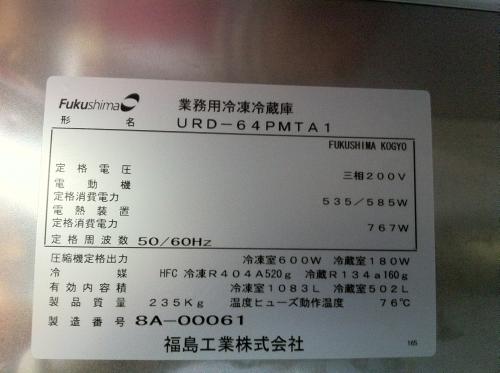 Fukushima 業務用冷凍冷蔵庫
形名 URD-64PMTA1
FUKUSHIMA KOGYO
定格電圧 三相200V
電動機
定格消費電力 535/585W
電熱装置
定格消費電力 767W
定格周波数 50/60Hz
圧縮機定格出力 冷凍室600W 冷蔵室180W
冷媒 HFC 冷凍R404A520g 冷蔵R134a160g
有効内容積 冷凍室1083L 冷蔵室502L
製品質量 235Kg 温度ヒューズ動作温度 76℃
製造番号 8A-00061
福島工業株式会社
165